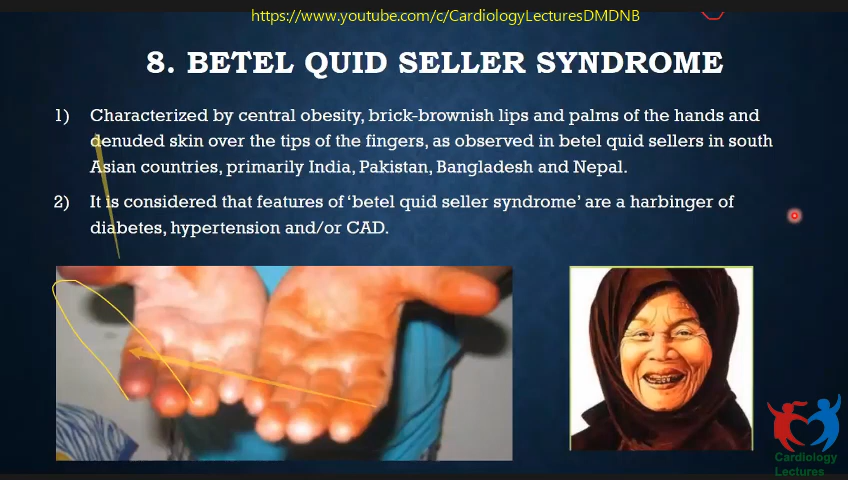 https://www.youtube.com/c/CardiologyLecturesDMDNB
8. BETEL QUID SELLER SYNDROME
1) Characterized by central obesity, brick-brownish lips and palms of the hands and
denuded skin over the tips of the fingers, as observed in betel quid sellers in south
Asian countries, primarily India, Pakistan, Bangladesh and Nepal.
2) It is considered that features of ‘betel quid seller syndrome’ are a harbinger of
diabetes, hypertension and/or CAD.
Cardiology
Lectures